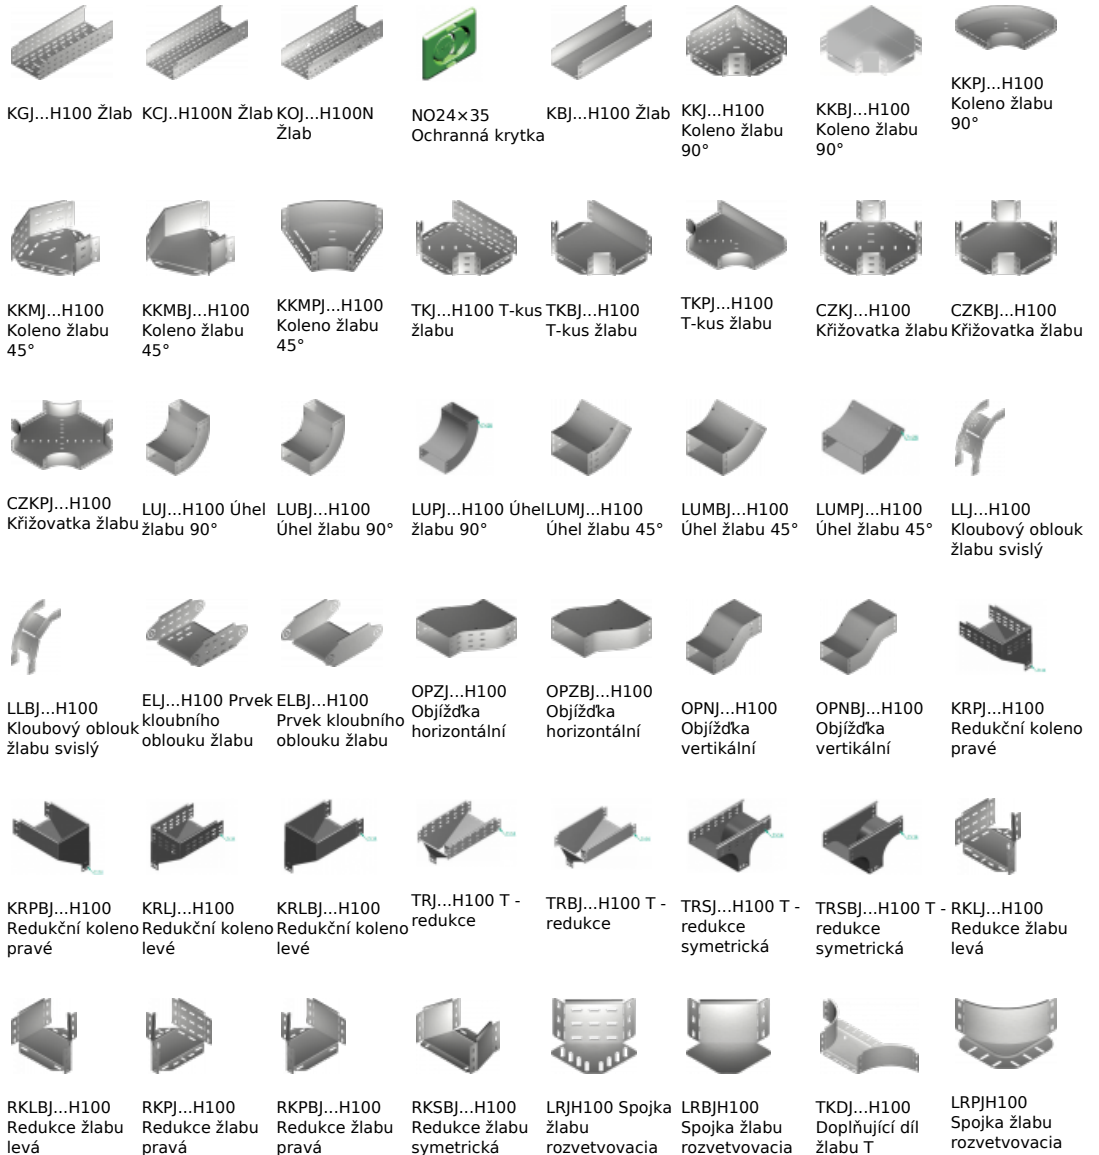 KGJ...H100 Žlab
KCJ..H100N Žlab
KOJ...H100N
Žlab
NO24×35
Ochranná krytka
KBJ...H100 Žlab
KKJ...H100
Koleno žlabu
90°
KKBJ...H100
Koleno žlabu
90°
KKPJ...H100
Koleno žlabu
90°
KKMJ...H100
Koleno žlabu
45°
KKMBJ...H100
Koleno žlabu
45°
KKMPJ...H100
Koleno žlabu
45°
TKJ...H100 T-kus
žlabu
TKBJ...H100
T-kus žlabu
TKPJ...H100
T-kus žlabu
CZKJ...H100
Křižovatka žlabu
CZKBJ...H100
Křižovatka žlabu
CZKPJ...H100
Křižovatka žlabu
LUJ...H100 Úhel
žlabu 90°
LUBJ...H100
Úhel žlabu 90°
LUPJ...H100 Úhel
žlabu 90°
LUMJ...H100
Úhel žlabu 45°
LUMBJ...H100
Úhel žlabu 45°
LUMPJ...H100
Úhel žlabu 45°
LLJ...H100
Kloubový oblouk
žlabu svislý
LLBJ...H100
Kloubový oblouk
žlabu svislý
ELJ...H100 Prvek
kloubního
oblouku žlabu
ELBJ...H100
Prvek kloubního
oblouku žlabu
OPZJ...H100
Objížďka
horizontální
OPZBJ...H100
Objížďka
horizontální
OPNJ...H100
Objížďka
vertikální
OPNBJ...H100
Objížďka
vertikální
KRPJ...H100
Redukční koleno
pravé
KRPBJ...H100
Redukční koleno
pravé
KRLJ...H100
Redukční koleno
levé
KRLBJ...H100
Redukční koleno
levé
TRJ...H100 T -
redukce
TRBJ...H100 T -
redukce
TRSJ...H100 T -
redukce
symetrická
TRSBJ...H100 T -
redukce
symetrická
RKLJ...H100
Redukce žlabu
levá
RKLBJ...H100
Redukce žlabu
levá
RKPJ...H100
Redukce žlabu
pravá
RKPBJ...H100
Redukce žlabu
pravá
RKSBJ...H100
Redukce žlabu
symetrická
LRJH100 Spojka
žlabu
rozvetvovacia
LRBJH100
Spojka žlabu
rozvetvovacia
TKDJ...H100
Doplňující díl
žlabu T
LRPJH100
Spojka žlabu
rozvetvovacia